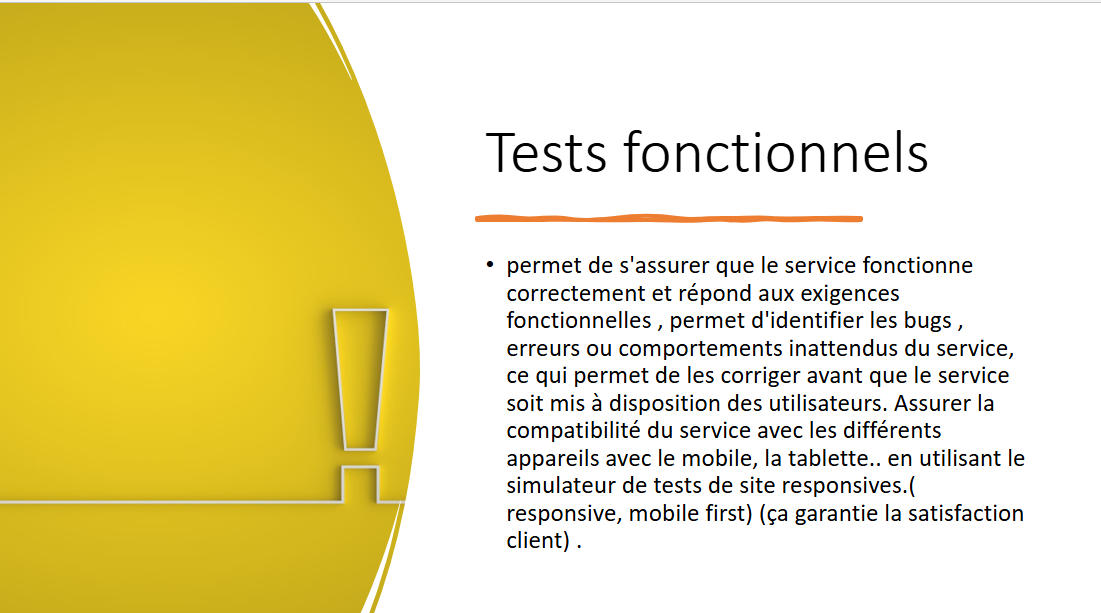 Tests fonctionnels
• permet de s'assurer que le service fonctionne
correctement et répond aux exigences
fonctionnelles , permet d'identifier les bugs ,
erreurs ou comportements inattendus du service,
ce qui permet de les corriger avant que le service
soit mis à disposition des utilisateurs. Assurer la
compatibilité du service avec les différents
appareils avec le mobile, la tablette.. en utilisant le
simulateur de tests de site responsives.(
responsive, mobile first) (ça garantie la satisfaction
client) .